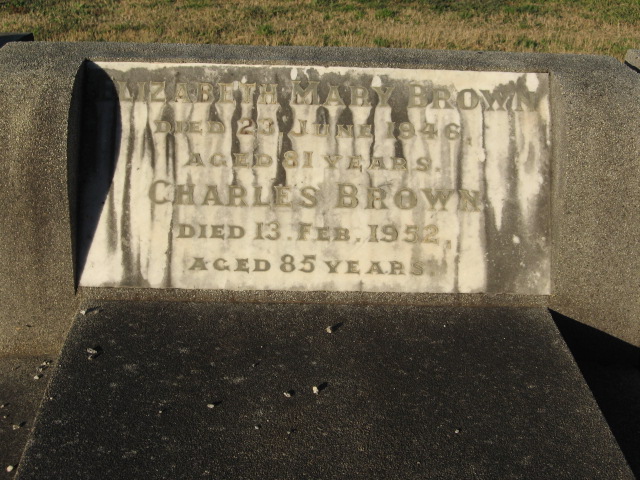 ELIZABETH MARY BROWN
DIED 23 JUNE 1946,
AGED 81 YEARS.
CHARLES BROWN
DIED 13. FEB. 1952,
AGED 85 YEARS.